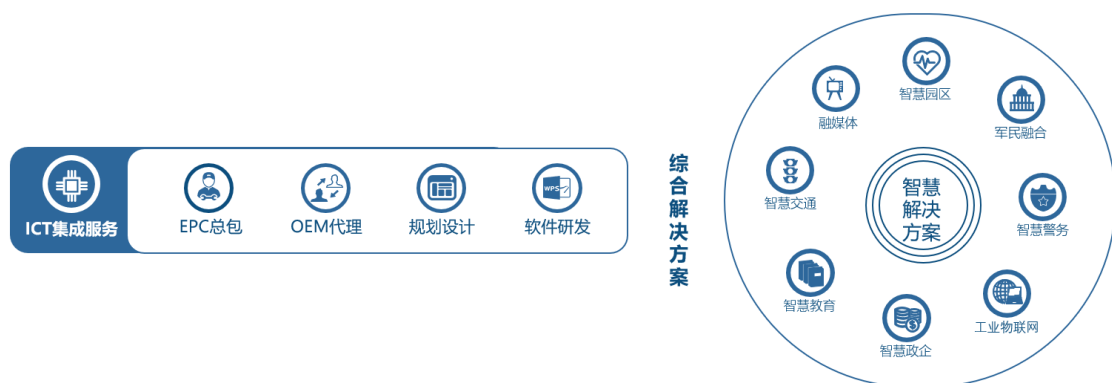 ICT集成服务
EPC总包
OEM代理
规划设计
WPS
软件研发
综合解决方案
智慧园区
融媒体
军民融合
智慧交通
智慧
解决
方案
智慧警务
智慧教育
工业物联网
智慧政企